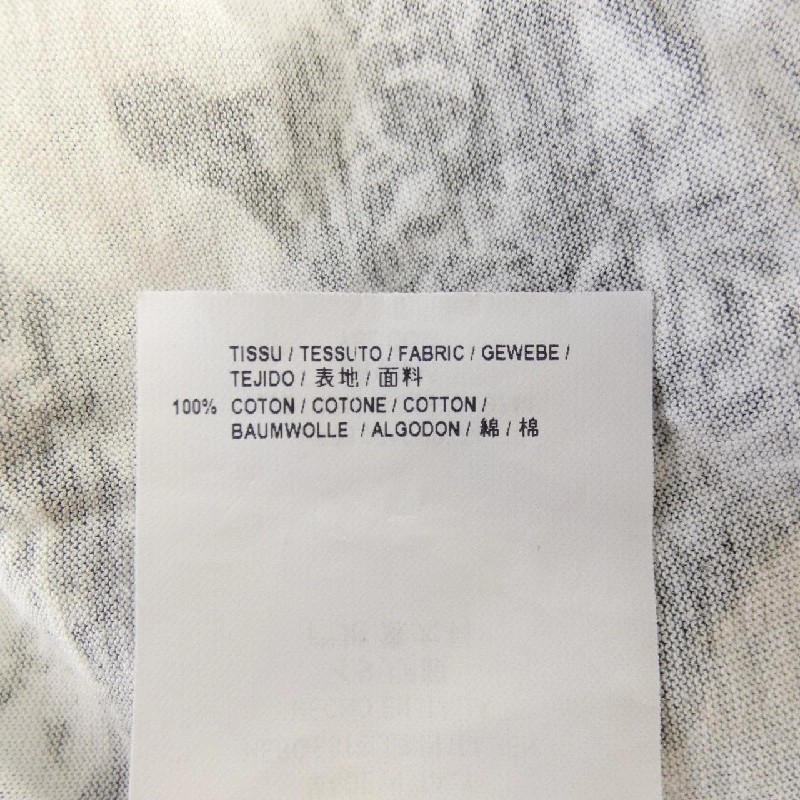 TISSU / TESSUTO / FABRIC / GEWEBE /
TEJIDO / 表地 / 面料
100% COTON / COTONE / COTTON /
BAUMWOLLE / ALGODON / 綿 / 棉